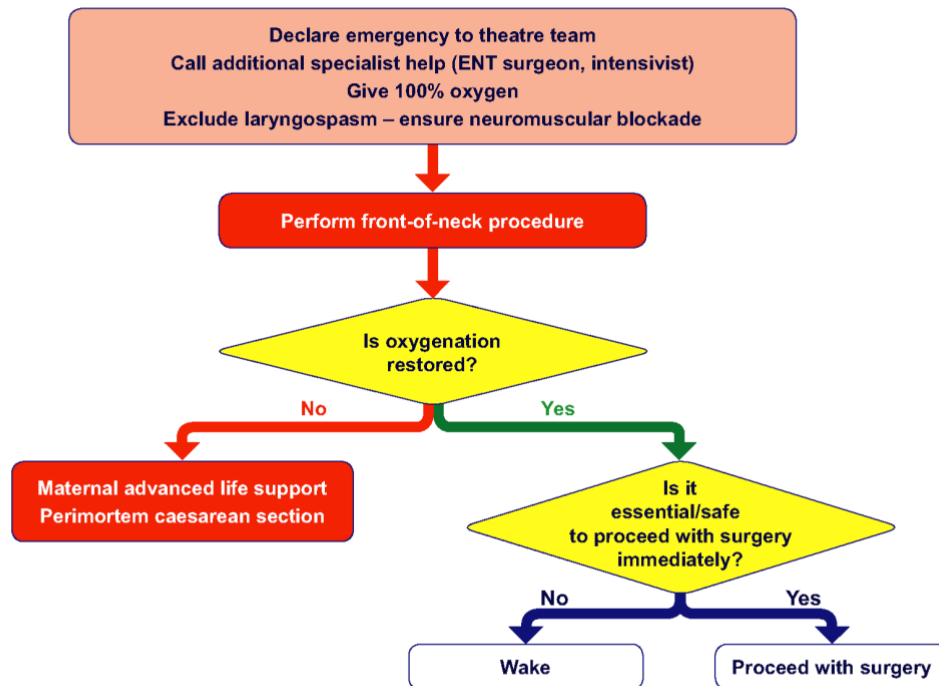 Declare emergency to theatre team
Call additional specialist help (ENT surgeon, intensivist)
Give 100% oxygen
Exclude laryngospasm – ensure neuromuscular blockade
Perform front-of-neck procedure
Is oxygenation
restored?
No
Yes
Maternal advanced life support
Perimortem caesarean section
Is it
essential/safe
to proceed with surgery
immediately?
No
Yes
Wake
Proceed with surgery